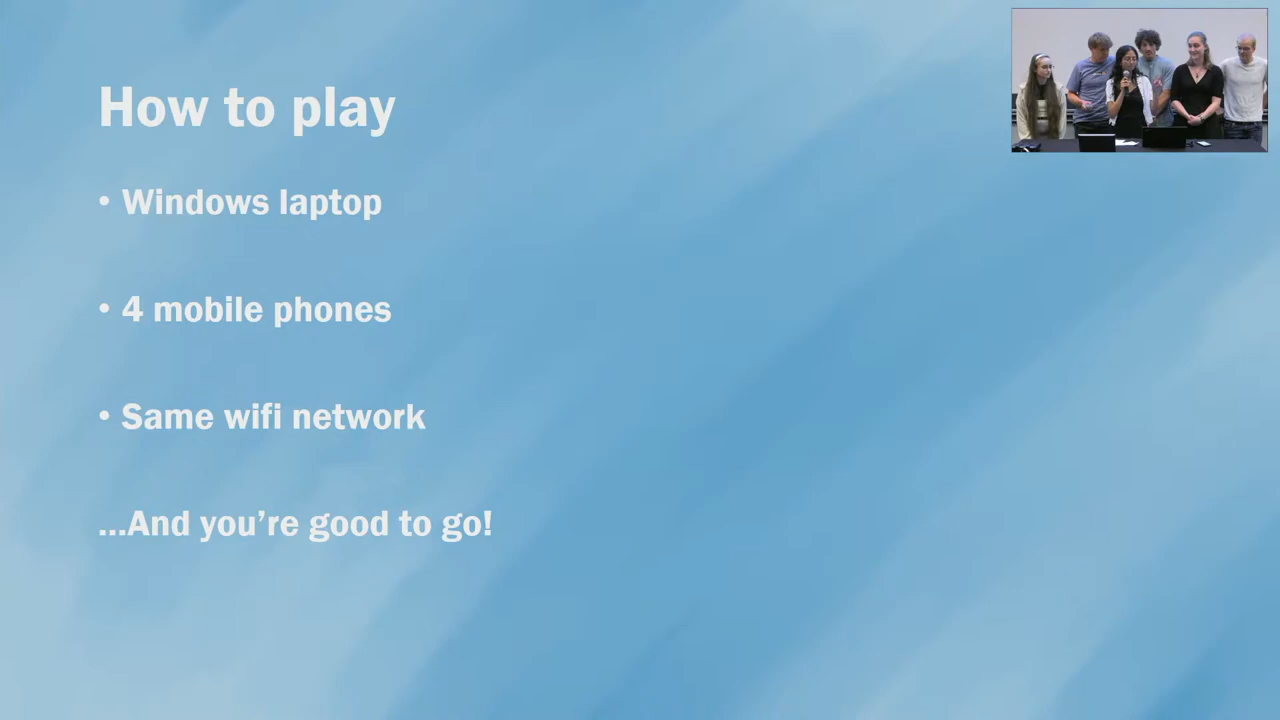 How to play
• Windows laptop
• 4 mobile phones
• Same wifi network
...And you’re good to go!